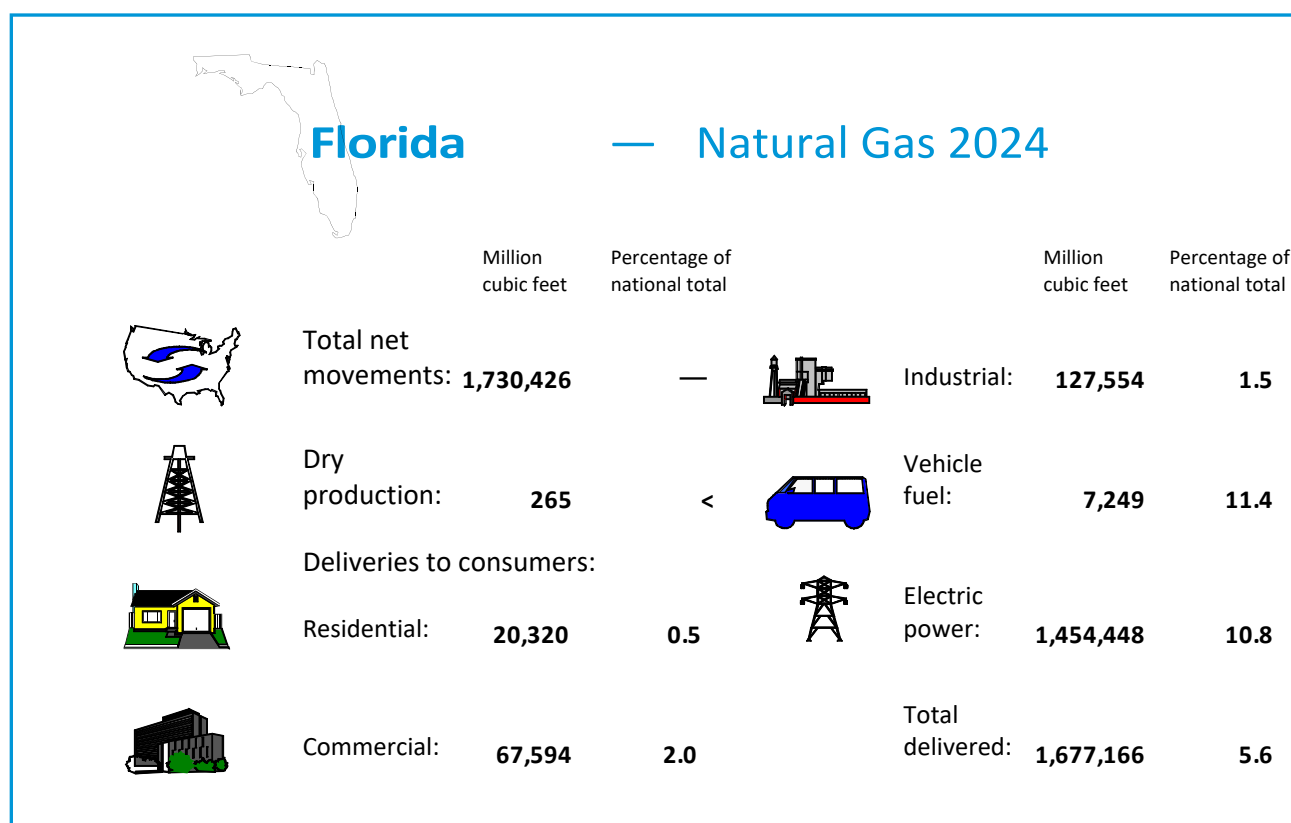 Florida — Natural Gas 2024
Million Percentage of Million Percentage of
cubic feet national total cubic feet national total
Total net
movements: 1,730,426 — Industrial: 127,554 1.5
Dry Vehicle
production: 265 < fuel: 7,249 11.4
Deliveries to consumers:
Electric
Residential: 20,320 0.5 power: 1,454,448 10.8
Total
Commercial: 67,594 2.0 delivered: 1,677,166 5.6